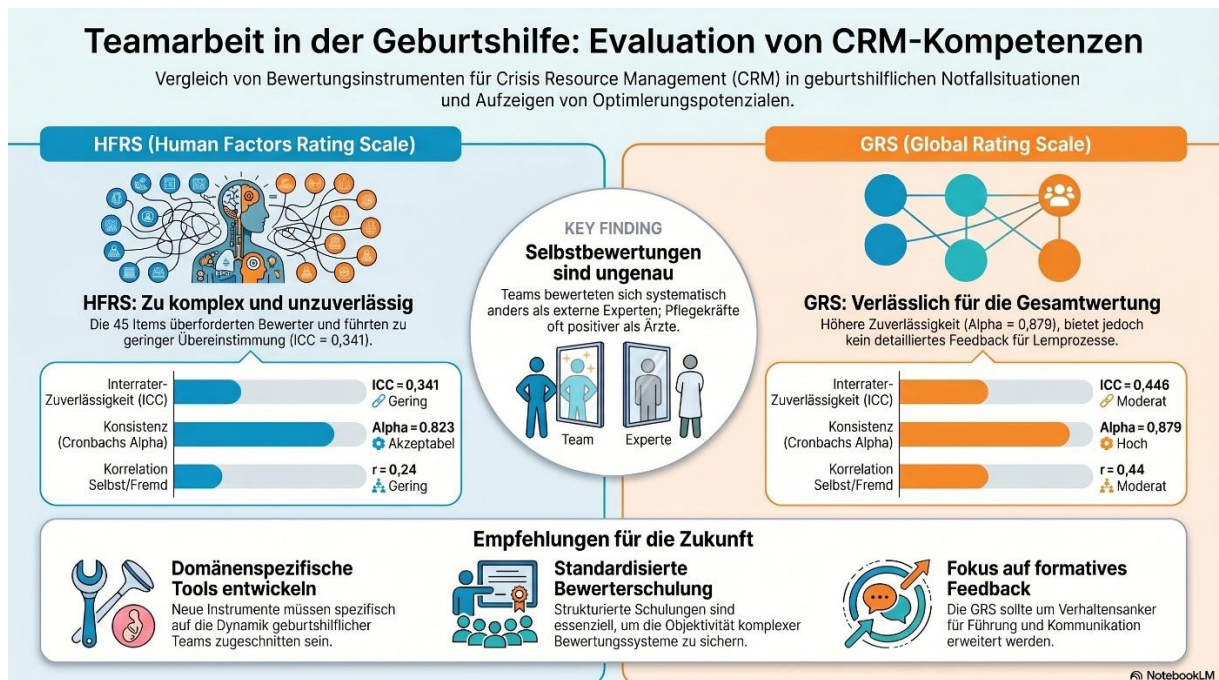 Teamarbeit in der Geburtshilfe: Evaluation von CRM-Kompetenzen
Vergleich von Bewertungsinstrumenten für Crisis Resource Management (CRM) in geburtshilflichen Notfallsituationen
und Aufzeigen von Optimlerungspotenzialen.
HFRS (Human Factors Rating Scale)
HFRS: Zu komplex und unzuverlässig
Die 45 Items überforderten Bewerter und führten zu
geringer Übereinstimmung (ICC = 0,341).
Interrater-
Zuverlässigkeit (ICC)
ICC = 0,341
Gering
Konsistenz
(Cronbachs Alpha)
Alpha = 0.823
Akzeptabel
Korrelation
Selbst/Fremd
r = 0,24
Gering
KEY FINDING
Selbstbewertungen
sind ungenau
Teams bewerteten sich systematisch
anders als externe Experten; Pflegekräfte
oft positiver als Ärzte.
Team
Experte
GRS (Global Rating Scale)
GRS: Verlässlich für die Gesamtwertung
Höhere Zuverlässigkeit (Alpha = 0,879), bietet jedoch
kein detailliertes Feedback für Lernprozesse.
Interrater-
Zuverlässigkeit (ICC)
ICC = 0,446
Moderat
Konsistenz
(Cronbachs Alpha)
Alpha = 0,879
Hoch
Korrelation
Selbst/Fremd
r = 0,44
Moderat
Empfehlungen für die Zukunft
Domänenspezifische
Tools entwickeln
Neue Instrumente müssen spezifisch
auf die Dynamik geburtshilflicher
Teams zugeschnitten sein.
Standardisierte
Bewerterschulung
Strukturierte Schulungen sind
essenziell, um die Objektivität komplexer
Bewertungssysteme zu sichern.
Fokus auf formatives
Feedback
Die GRS sollte um Verhaltensanker
für Führung und Kommunikation
erweitert werden.
NotebookLM